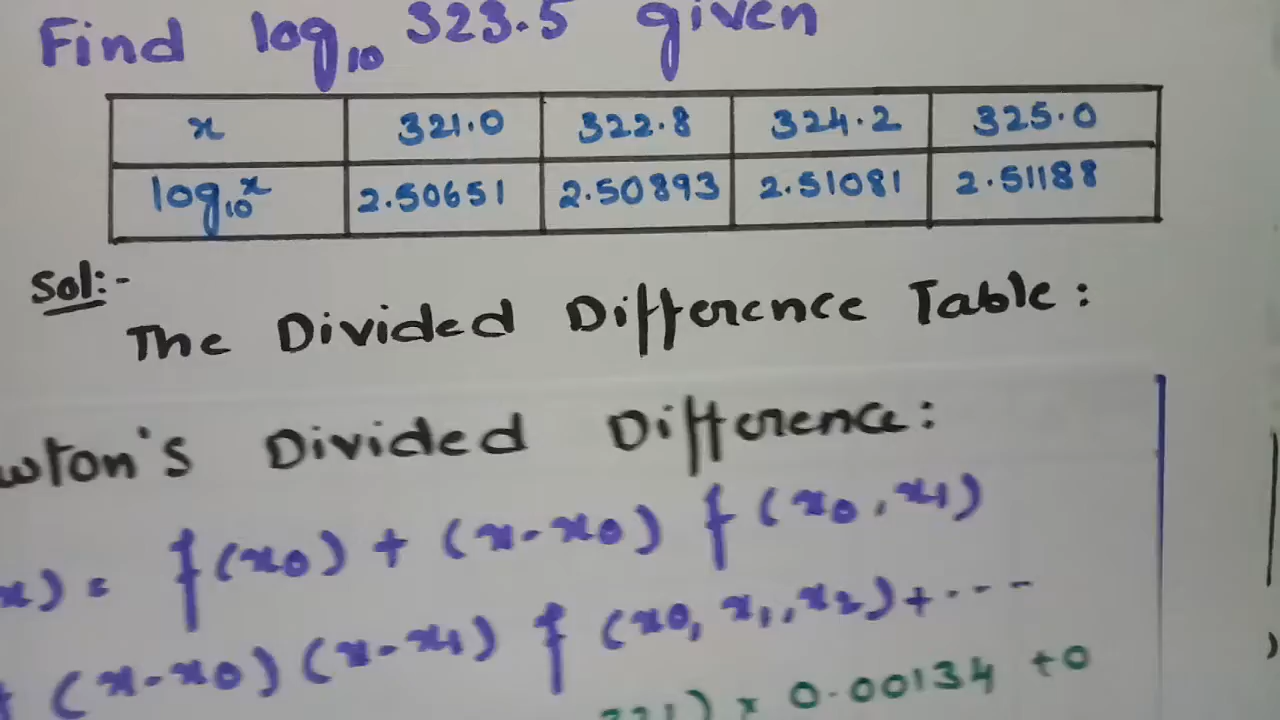 Find log₁₀ 323.5 given
x 321.0 322.8 324.2 325.0
log₁₀x 2.50651 2.50893 2.51081 2.51188
Sol:-
The Divided Difference Table:
Divided Difference:
= f(x0) + (x-x0) f(x0,x1)
(x-x0)(x-x1) f(x0, x1, x2)+----
x 0.00134 +0